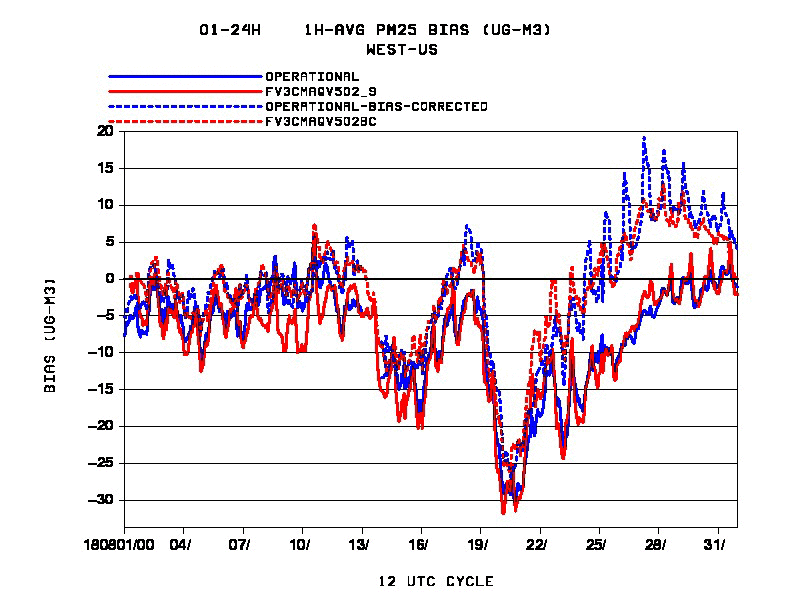 01-24H 1H-AVG PM25 BIAS (UG-M3)
WEST-US
OPERATIONAL
FV3CMAQV502_9
OPERATIONAL-BIAS-CORRECTED
FV3CMAQV502BC
20
15
10
5
0
-5
-10
-15
-20
-25
-30
BIAS (UG-M3)
180801/00 04/ 07/ 10/ 13/ 16/ 19/ 22/ 25/ 28/ 31/
12 UTC CYCLE